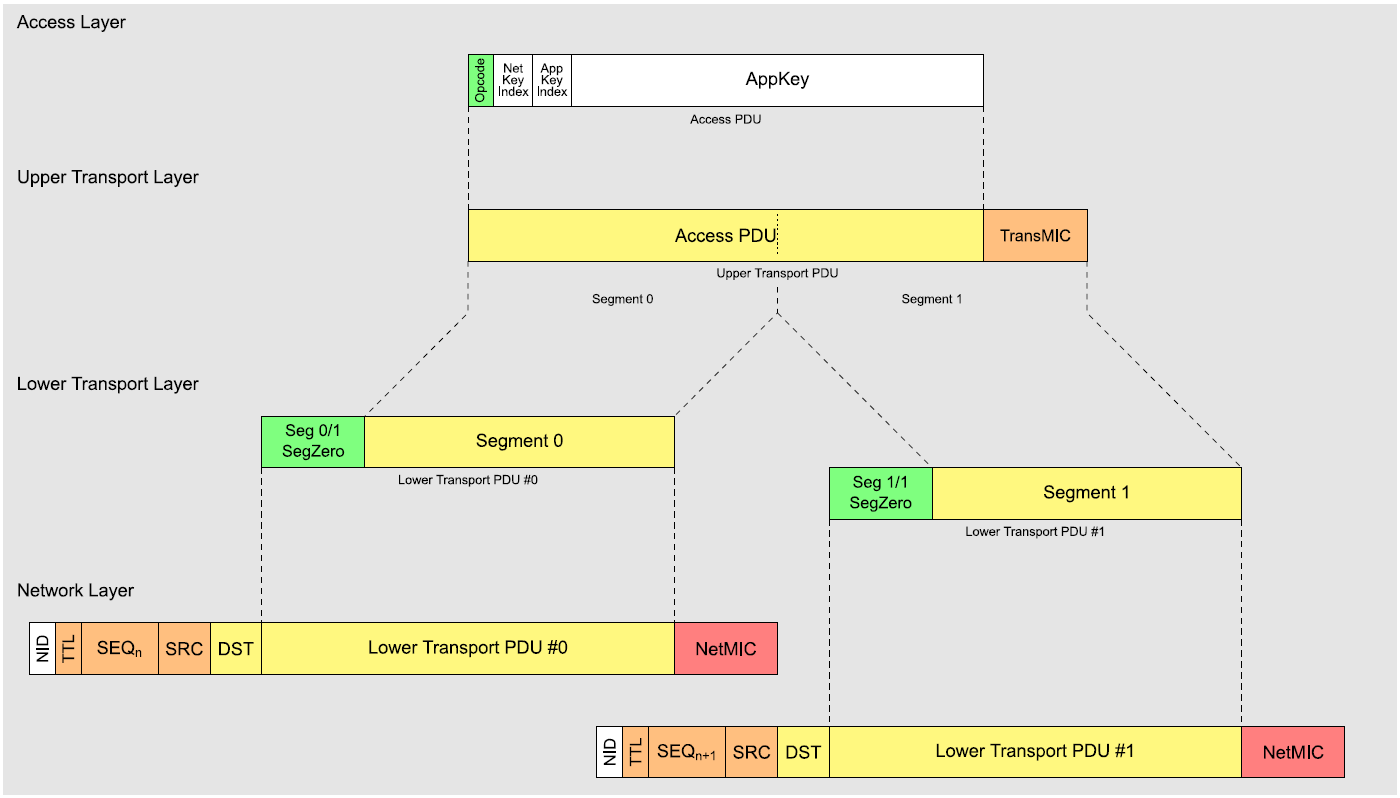 Access Layer
Opcode
Net
Key
Index
App
Key
Index
AppKey
Access PDU
Upper Transport Layer
Access PDU
TransMIC
Upper Transport PDU
Segment 0
Segment 1
Lower Transport Layer
Seg 0/1
SegZero
Segment 0
Lower Transport PDU #0
Seg 1/1
SegZero
Segment 1
Lower Transport PDU #1
Network Layer
NID
TTL
SEQn
SRC
DST
Lower Transport PDU #0
NetMIC
NID
TTL
SEQn+1
SRC
DST
Lower Transport PDU #1
NetMIC